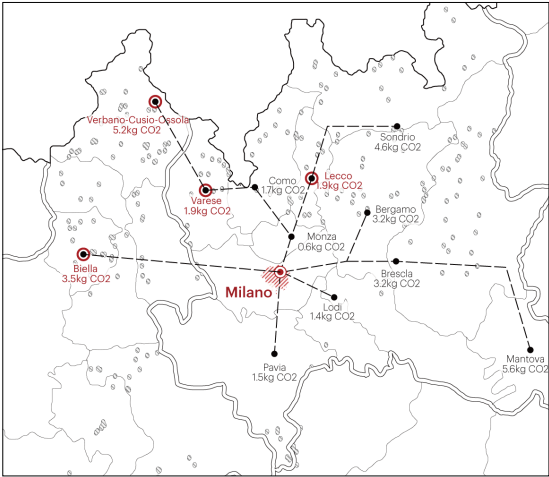 Verbano-Cusio-Ossola
5.2kg CO2
Sondrio
4.6kg CO2
Varese
1.9kg CO2
Como
1.7kg CO2
Lecco
1.9kg CO2
Bergamo
3.2kg CO2
Monza
0.6kg CO2
Biella
3.5kg CO2
Milano
Brescla
3.2kg CO2
Lodi
1.4kg CO2
Pavia
1.5kg CO2
Mantova
5.6kg CO2